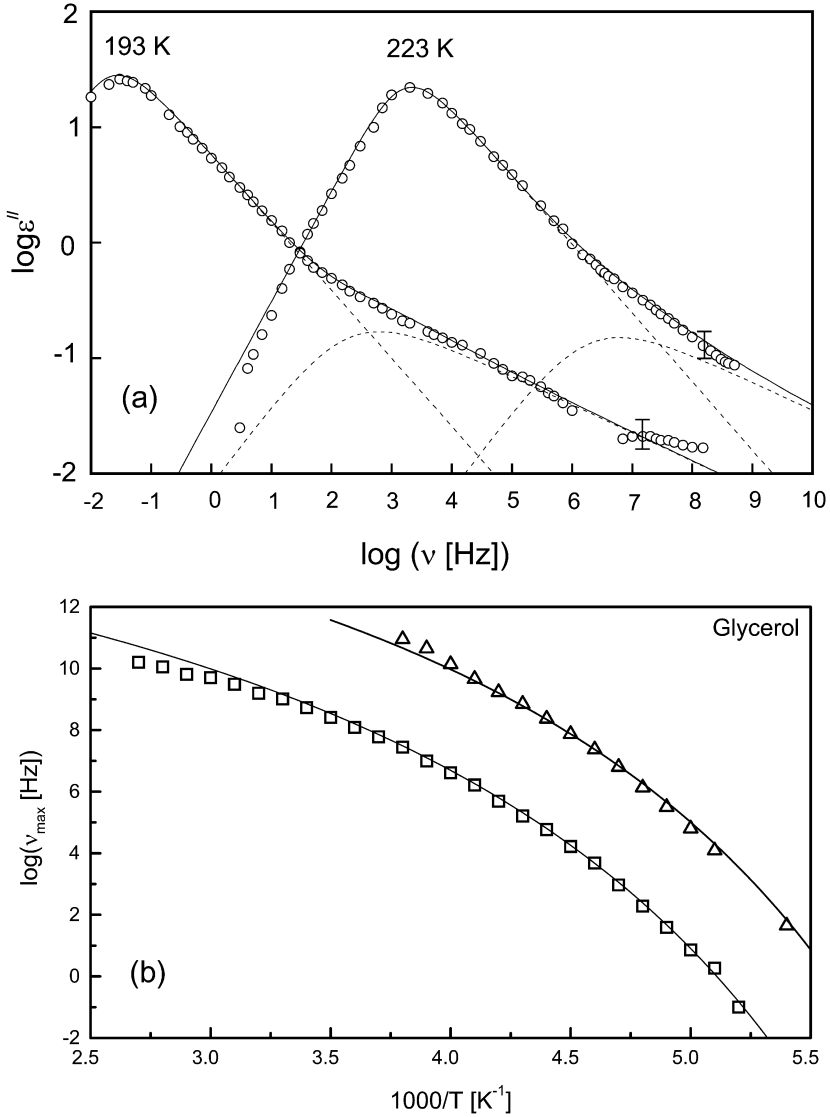 2
193 K
223 K
1
logε′′
0
-1
(a)
-2
-2 -1 0 1 2 3 4 5 6 7 8 9 10
log (ν [Hz])
12
Glycerol
10
8
log(νmax [Hz])
6
4
2
(b)
0
-2
2.5 3.0 3.5 4.0 4.5 5.0 5.5
1000/T [K⁻¹]